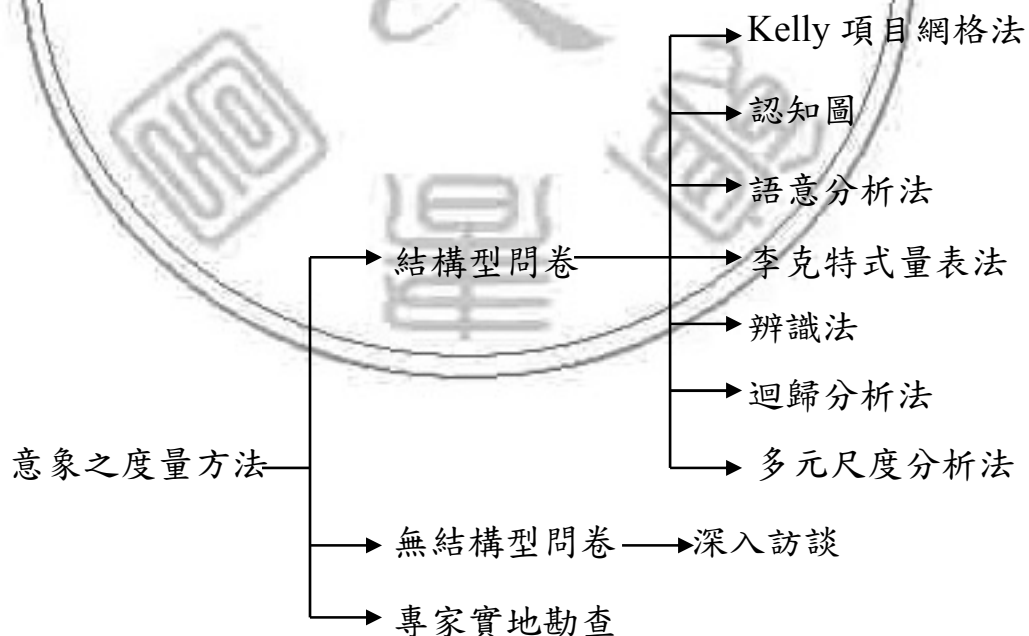 Kelly 項目網格法
認知圖
語意分析法
結構型問卷
李克特式量表法
辨識法
迴歸分析法
意象之度量方法
多元尺度分析法
無結構型問卷
深入訪談
專家實地勘查